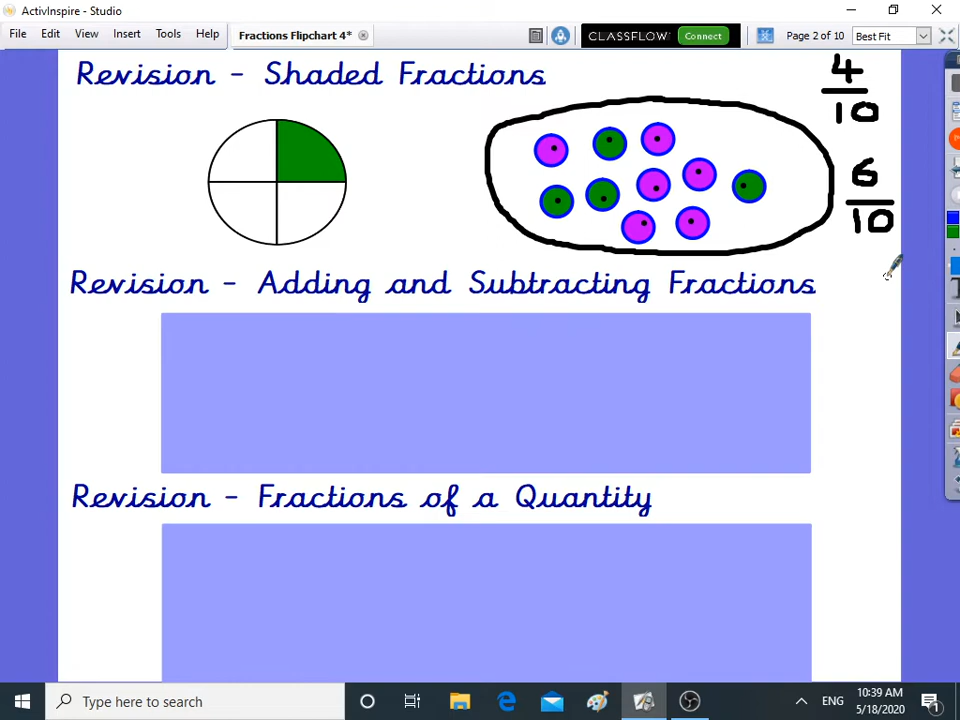 ActivInspire - Studio
File Edit View Insert Tools Help Fractions Flipchart 4* CLASSFLOW Connect Page 2 of 10 Best Fit
Revision - Shaded Fractions
4
10
6
10
Revision - Adding and Subtracting Fractions
Revision - Fractions of a Quantity
Type here to search
ENG
10:39 AM
5/18/2020
1